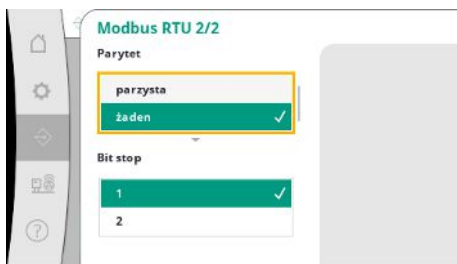 Modbus RTU 2/2
Parytet
parzysta
żaden
Bit stop
1
2
?